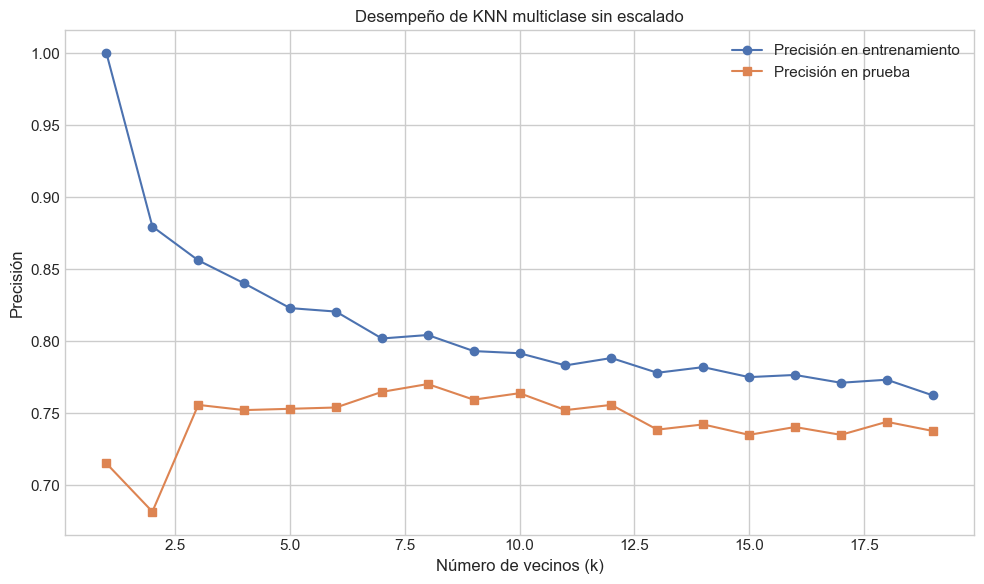 Desempeño de KNN multiclase sin escalado
Precisión en entrenamiento
Precisión en prueba
1.00
0.95
0.90
0.85
0.80
0.75
0.70
Precisión
2.5 5.0 7.5 10.0 12.5 15.0 17.5
Número de vecinos (k)